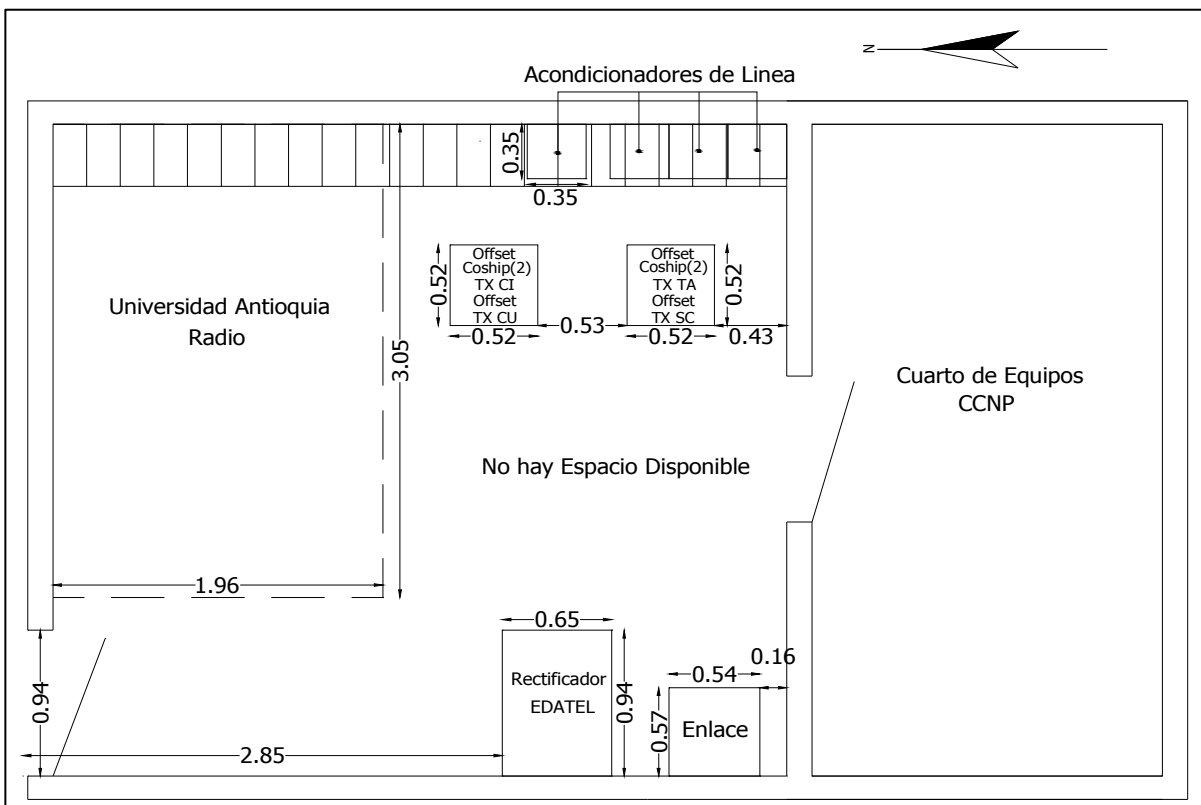 N
Acondicionadores de Linea
0.35
0.35
Offset
Coship(2)
TX CI
Offset
TX CU
0.52
0.52
0.53
Offset
Coship(2)
TX TA
Offset
TX SC
0.52
0.52
0.43
Universidad Antioquia
Radio
3.05
1.96
Cuarto de Equipos
CCNP
No hay Espacio Disponible
0.65
Rectificador
EDATEL
0.94
0.54
0.16
0.57
Enlace
0.94
2.85